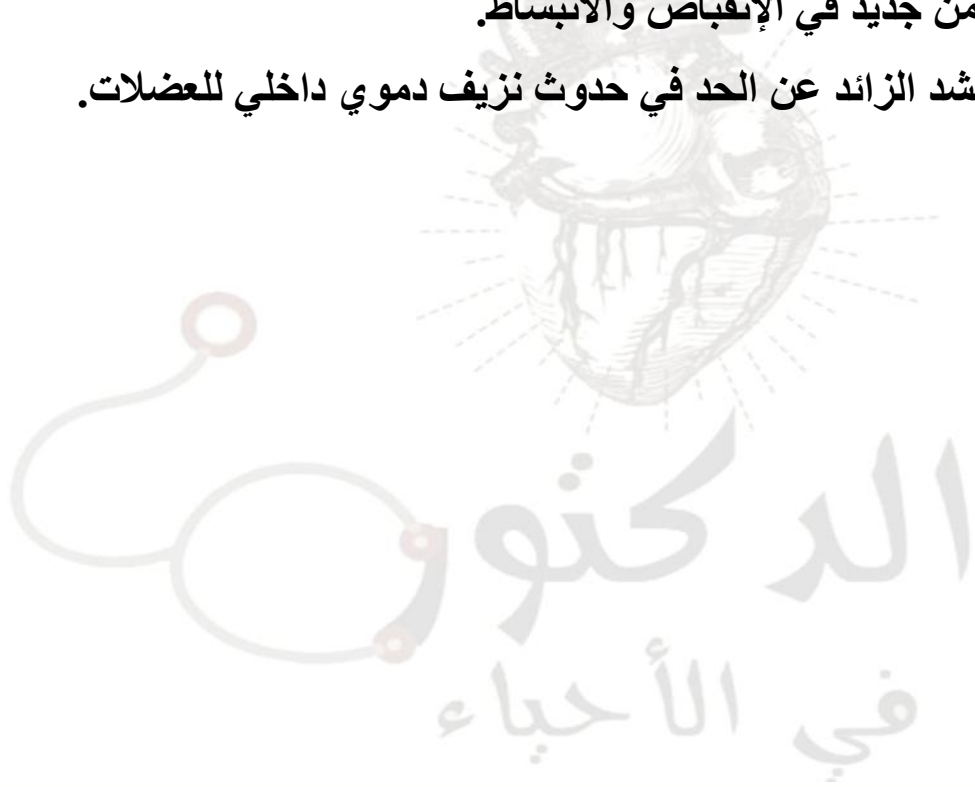 من جديد في الإنقباض والانبساط.
شد الزائد عن الحد في حدوث نزيف دموي داخلي للعضلات.
الدكتور
في الأحياء